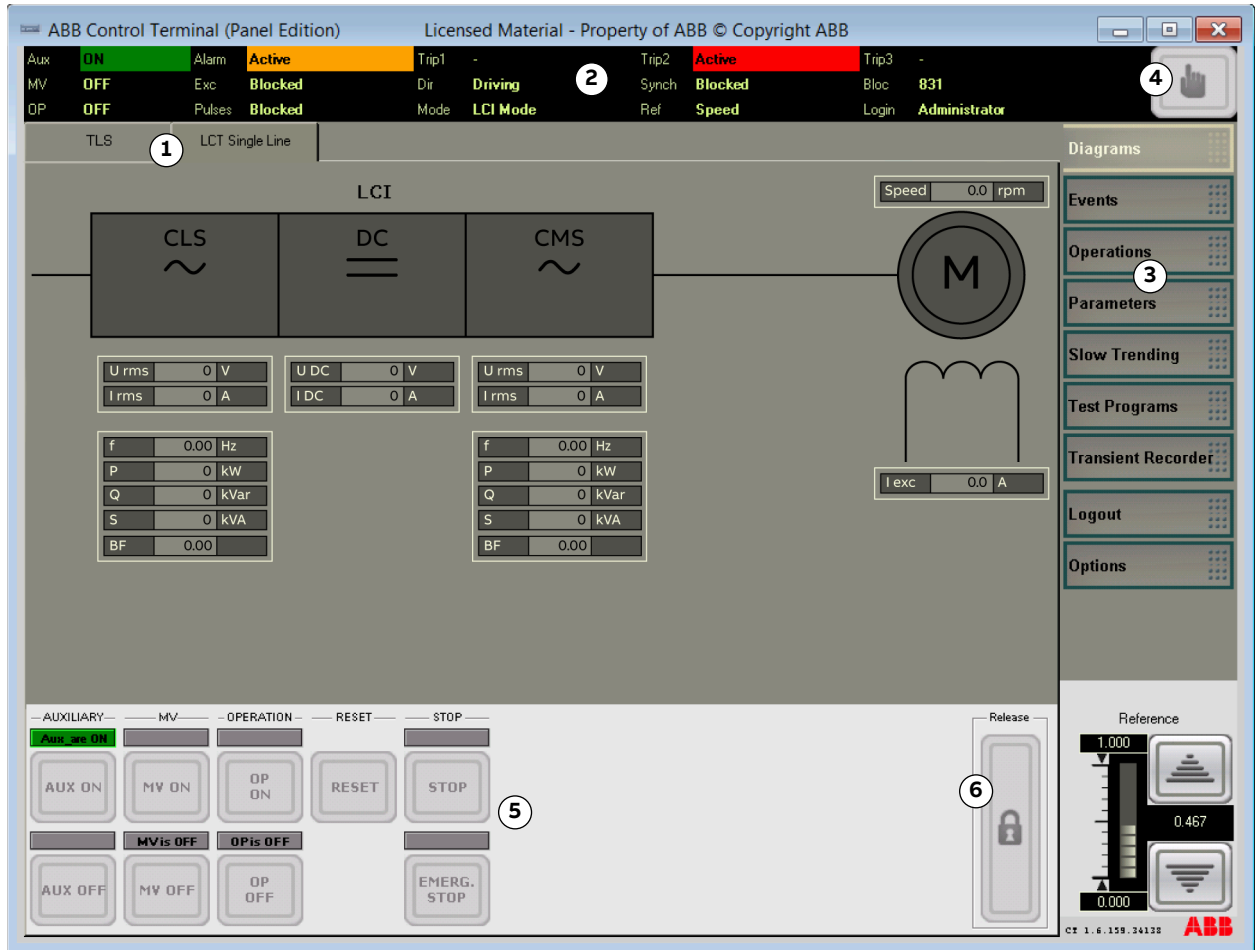 ABB Control Terminal (Panel Edition) Licensed Material - Property of ABB © Copyright ABB
Aux ON Alarm Active Trip1 - Trip2 Active Trip3 -
MV OFF Exc Blocked Dir Driving 2 Synch Blocked Bloc 831 4
OP OFF Pulses Blocked Mode LCI Mode Ref Speed Login Administrator
TLS 1 LCT Single Line
Diagrams
Events
Operations
3
Parameters
Slow Trending
Test Programs
Transient Recorder
Logout
Options
LCI
Speed 0.0 rpm
CLS DC CMS
M
U rms 0 V U DC 0 V U rms 0 V
I rms 0 A I DC 0 A I rms 0 A
f 0.00 Hz f 0.00 Hz
P 0 kW P 0 kW
Q 0 kVar Q 0 kVar
S 0 kVA S 0 kVA
BF 0.00 BF 0.00
I exc 0.0 A
AUXILIARY MV OPERATION RESET STOP
Aux_are ON
AUX ON MV ON OP ON RESET STOP
5
MVis OFF OPis OFF
AUX OFF MV OFF OP OFF EMERG. STOP
Release
6
Reference
1.000
0.467
0.000
CT 1.6.159.34138 ABB